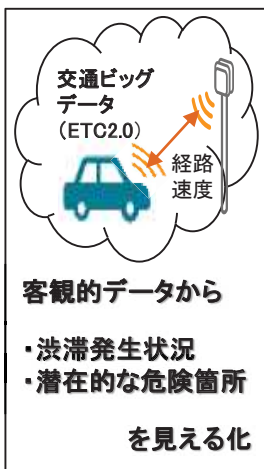 交通ビッグ
データ
（ETC2.0）
経路
速度
客観的データから
・渋滞発生状況
・潜在的な危険箇所
を見える化